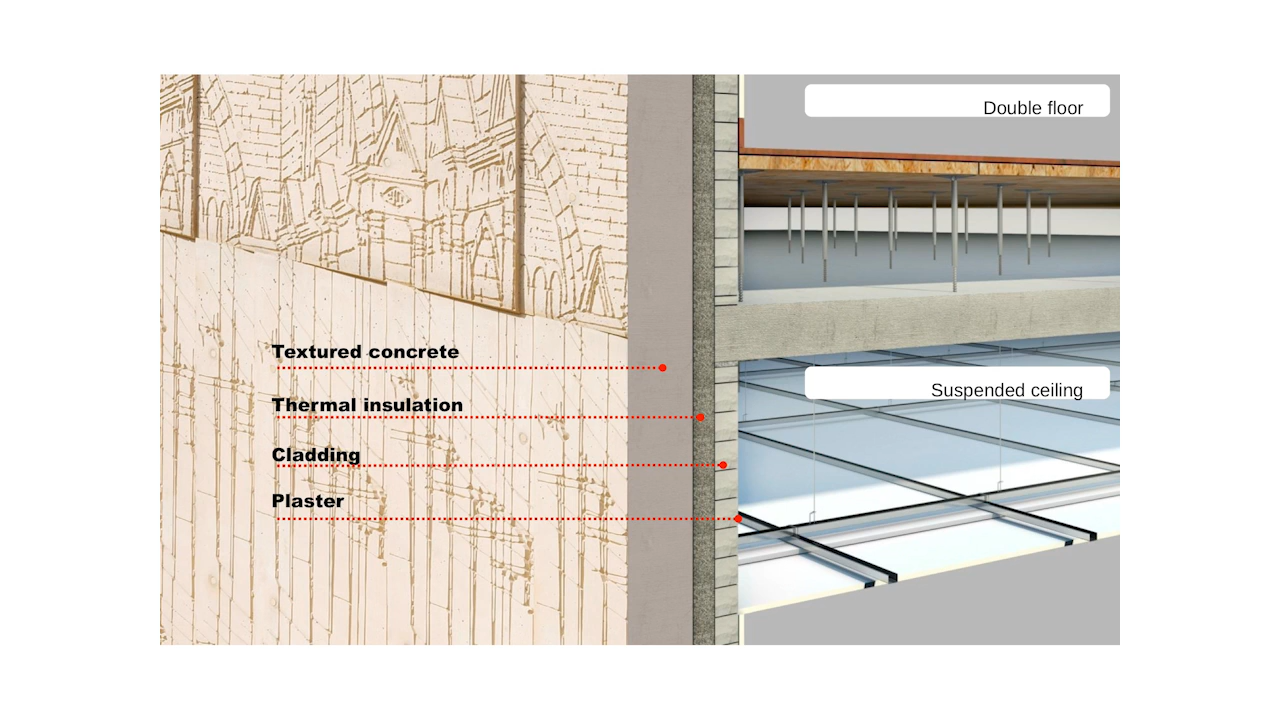 Double floor
Textured concrete
Suspended ceiling
Thermal insulation
Cladding
Plaster